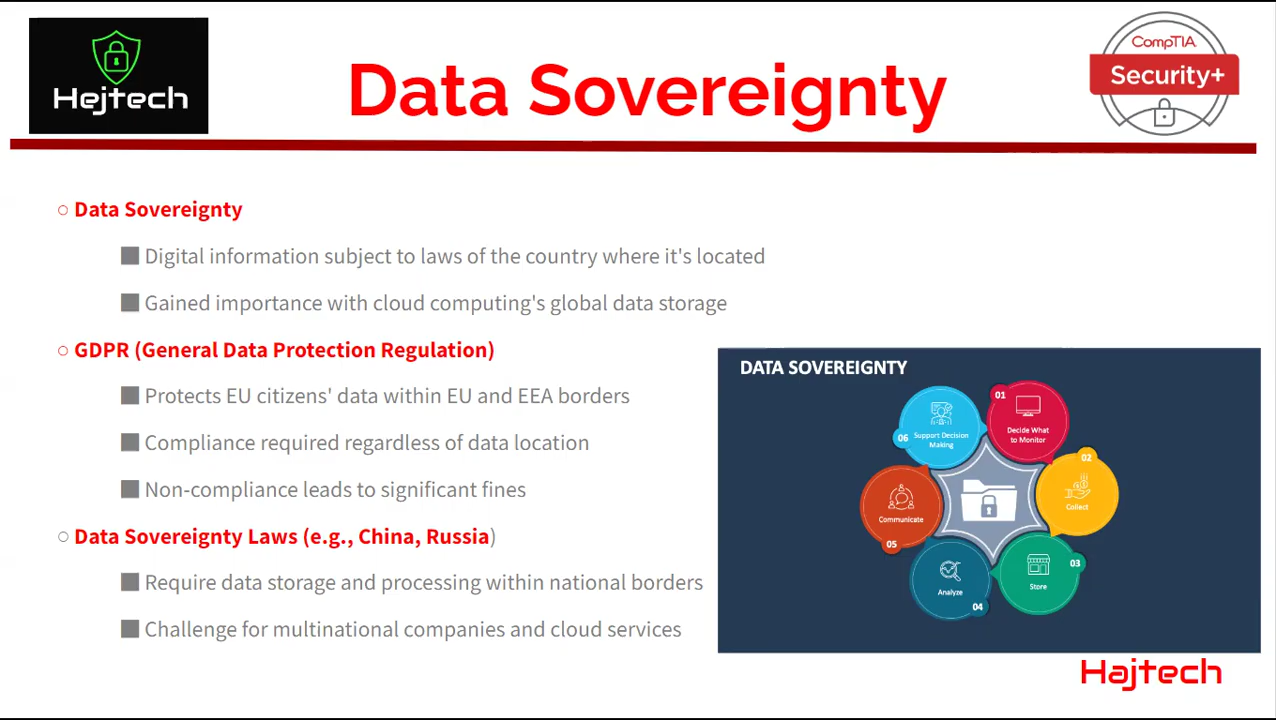 Hejtech
Data Sovereignty
CompTIA
Security+
○ Data Sovereignty
■ Digital information subject to laws of the country where it's located
■ Gained importance with cloud computing's global data storage
○ GDPR (General Data Protection Regulation)
■ Protects EU citizens' data within EU and EEA borders
■ Compliance required regardless of data location
■ Non-compliance leads to significant fines
○ Data Sovereignty Laws (e.g., China, Russia)
■ Require data storage and processing within national borders
■ Challenge for multinational companies and cloud services
DATA SOVEREIGNTY
01
Decide What
to Monitor
02
Collect
03
Store
04
Analyze
05
Communicate
06
Support Decision
Making
Hajtech